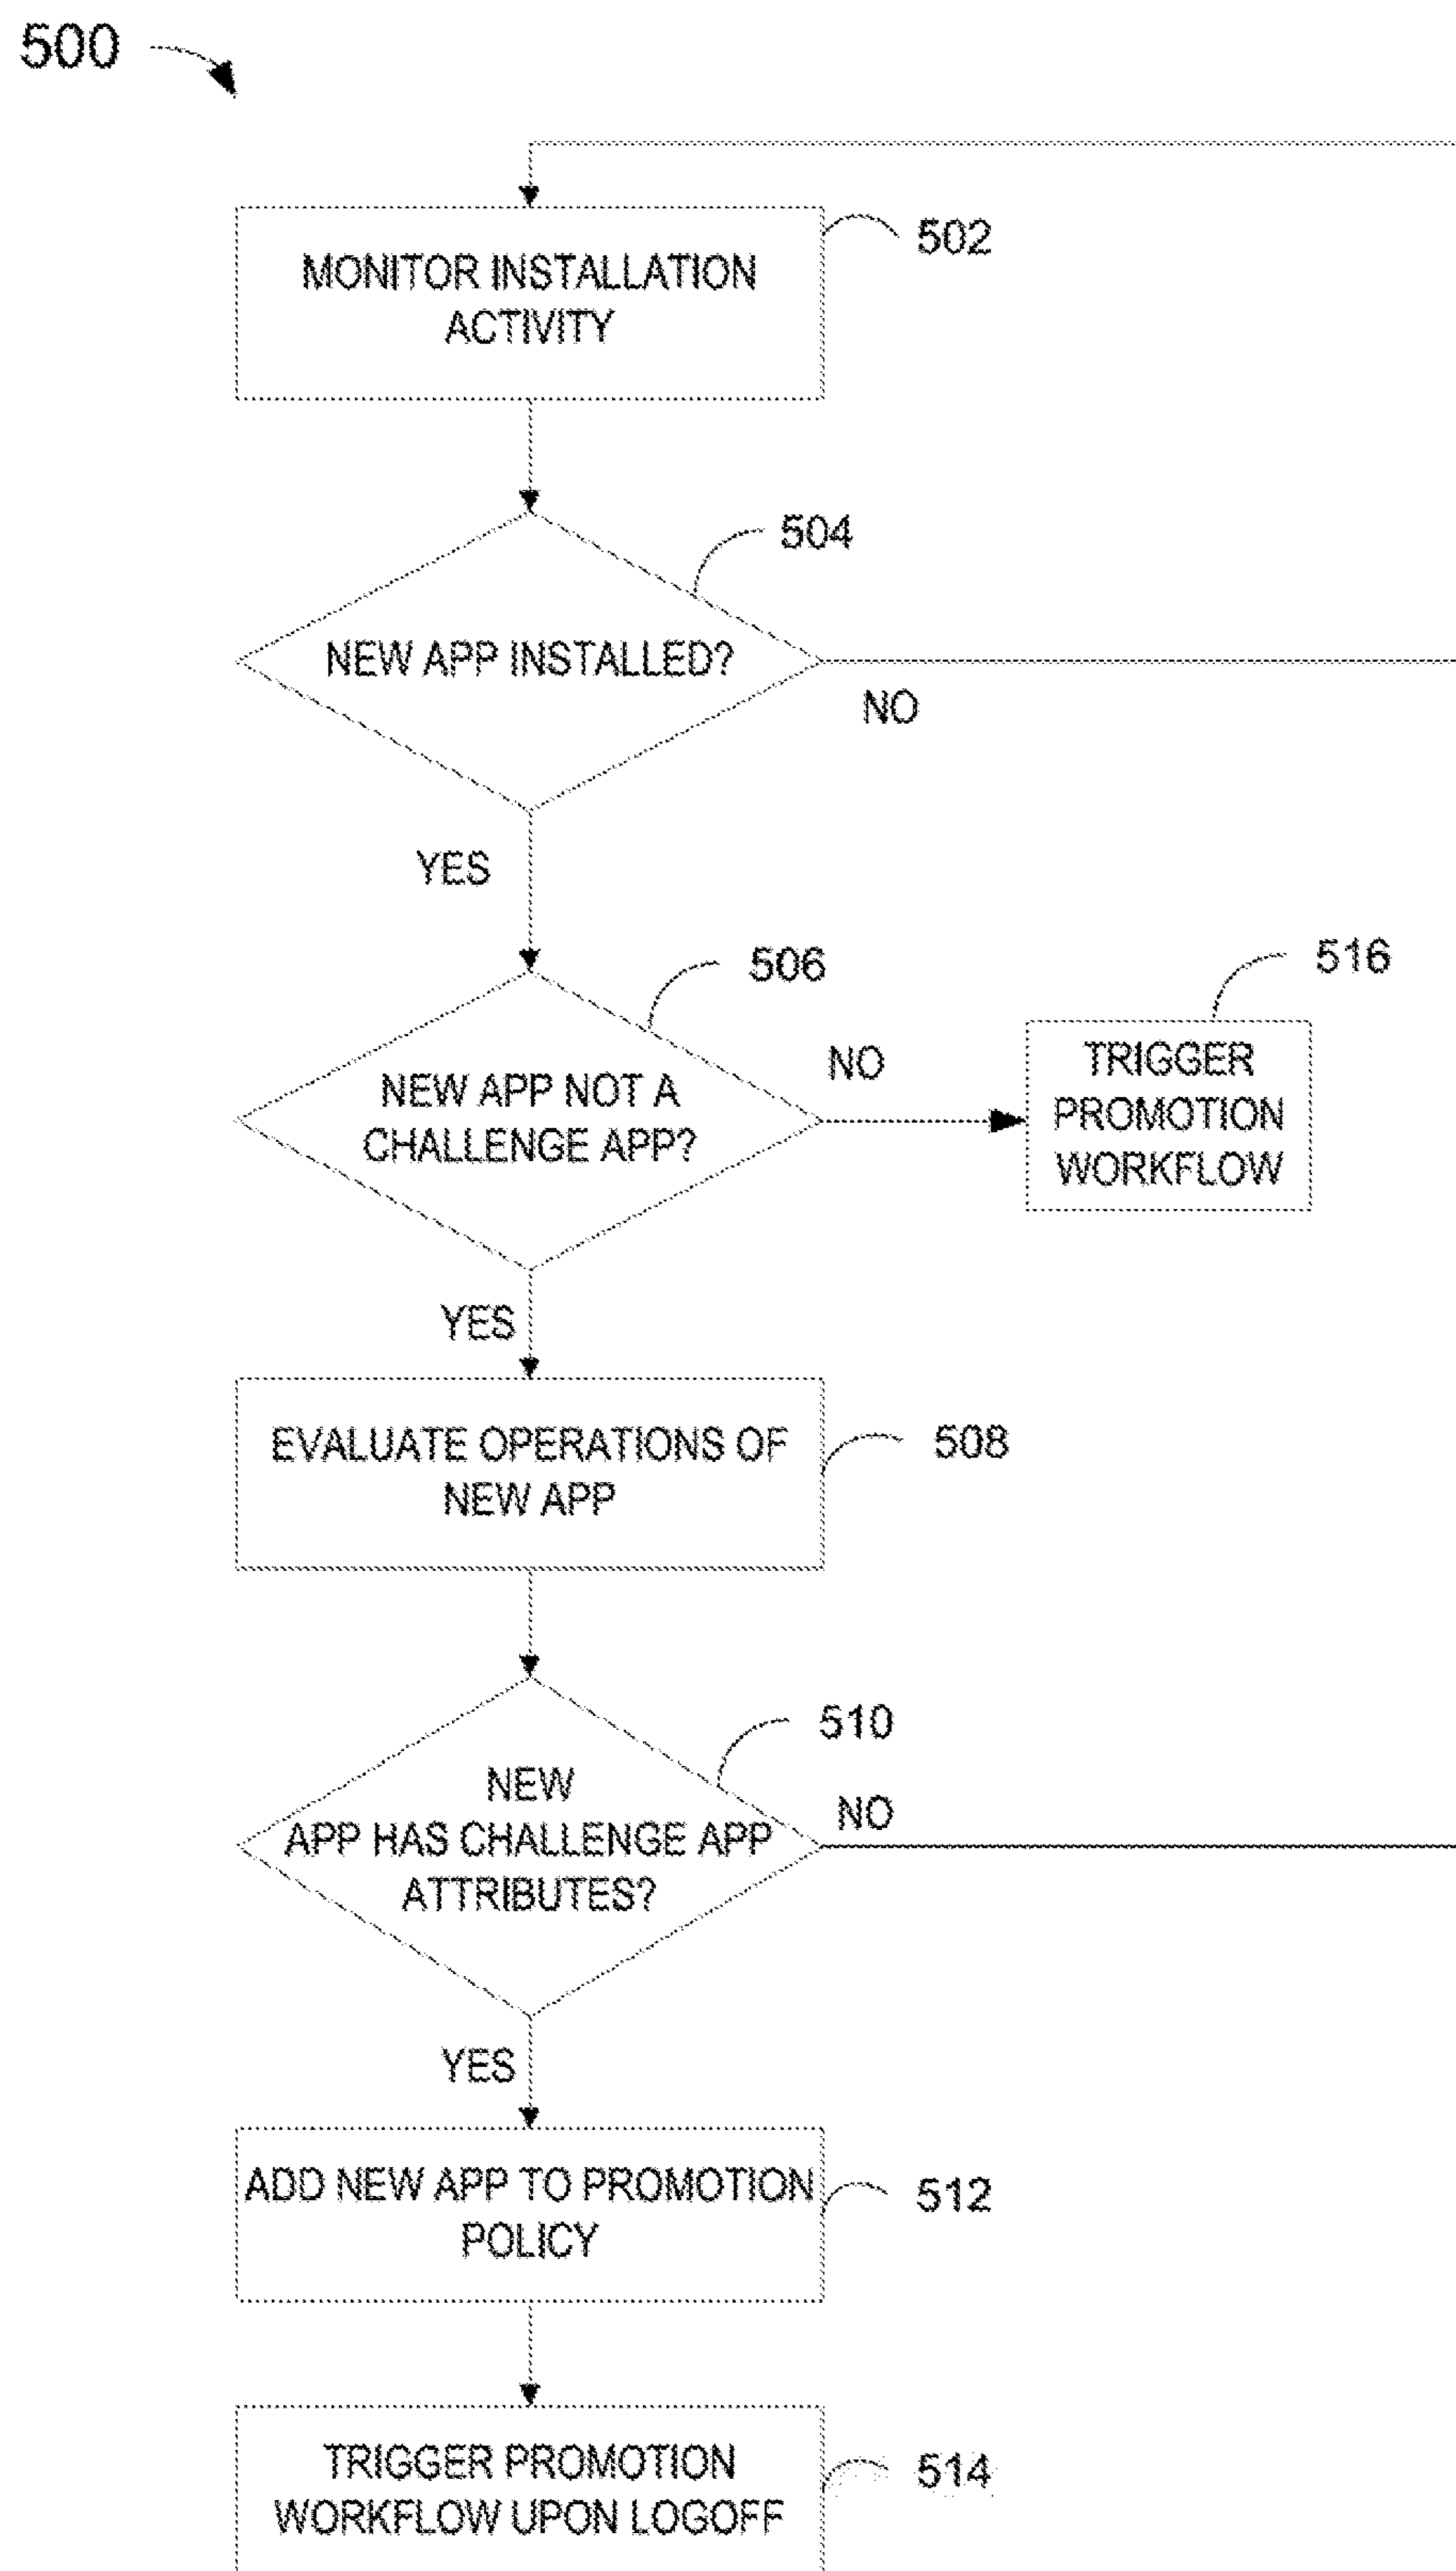 500
MONITOR INSTALLATION
ACTIVITY
502
NEW APP INSTALLED?
504
NO
YES
NEW APP NOT A
CHALLENGE APP?
506
NO
TRIGGER
PROMOTION
WORKFLOW
516
YES
EVALUATE OPERATIONS OF
NEW APP
508
NEW
APP HAS CHALLENGE APP
ATTRIBUTES?
510
NO
YES
ADD NEW APP TO PROMOTION
POLICY
512
TRIGGER PROMOTION
WORKFLOW UPON LOGOFF
514